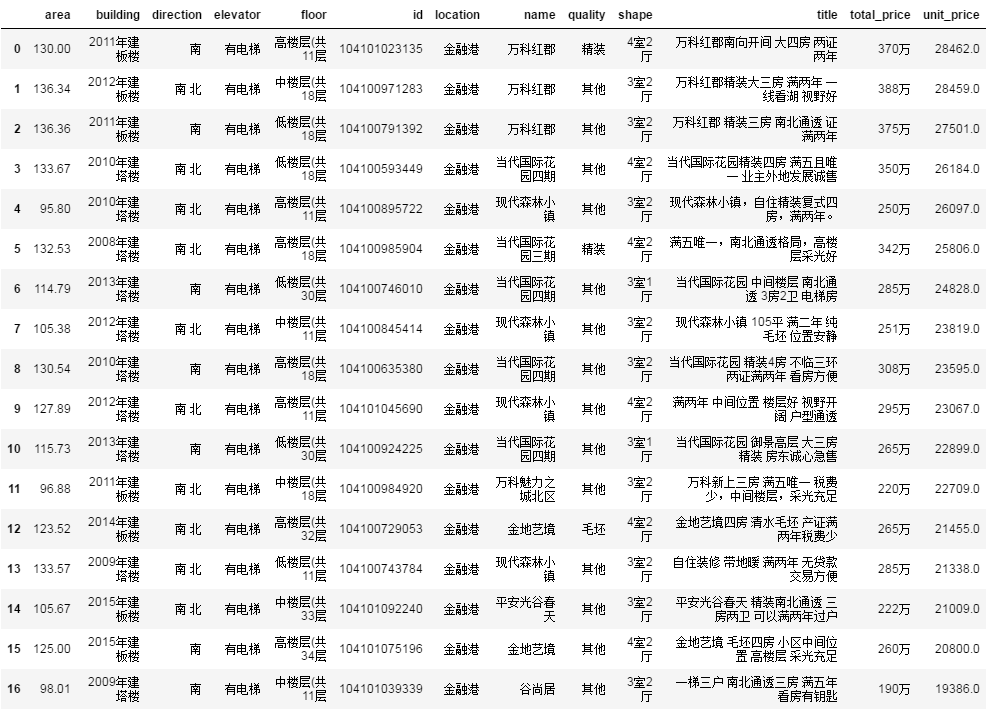 area building direction elevator floor id location name quality shape title total_price unit_price
0 130.00 2011年建板楼 南 有电梯 高楼层(共11层 104101023135 金融港 万科红郡 精装 4室2厅 万科红郡南向开间 大四房 两证两年 370万 28462.0
1 136.34 2012年建板楼 南 北 有电梯 中楼层(共18层 104100971283 金融港 万科红郡 其他 3室2厅 万科红郡精装大三房 满两年 一线看湖 视野好 388万 28459.0
2 136.36 2011年建板楼 南 有电梯 低楼层(共18层 104100791392 金融港 万科红郡 其他 3室2厅 万科红郡 精装三房 南北通透 证满两年 375万 27501.0
3 133.67 2010年建塔楼 南 北 有电梯 低楼层(共18层 104100593449 金融港 当代国际花园四期 其他 4室2厅 当代国际花园精装四房 满五且唯一 业主外地发展诚售 350万 26184.0
4 95.80 2010年建塔楼 南 北 有电梯 高楼层(共11层 104100895722 金融港 现代森林小镇 其他 4室2厅 现代森林小镇，自住精装复式四房，满两年。 250万 26097.0
5 132.53 2008年建塔楼 南 北 有电梯 高楼层(共18层 104100985904 金融港 当代国际花园三期 精装 4室2厅 满五唯一，南北通透格局，高楼层采光好 342万 25806.0
6 114.79 2013年建塔楼 南 有电梯 低楼层(共30层 104100746010 金融港 当代国际花园四期 其他 3室1厅 当代国际花园 中间楼层 南北通透 3房2卫 电梯房 285万 24828.0
7 105.38 2012年建塔楼 南 有电梯 中楼层(共11层 104100845414 金融港 现代森林小镇 其他 3室2厅 现代森林小镇 105平 满二年 纯毛坯 位置安静 251万 23819.0
8 130.54 2010年建塔楼 南 有电梯 高楼层(共18层 104100635380 金融港 当代国际花园四期 其他 3室2厅 当代国际花园 精装4房 不临三环 两证满两年 看房方便 308万 23595.0
9 127.89 2012年建塔楼 南 北 有电梯 高楼层(共11层 104101045690 金融港 现代森林小镇 其他 4室2厅 满两年 中间位置 楼层好 视野开阔 户型通透 295万 23067.0
10 115.73 2013年建塔楼 南 有电梯 低楼层(共30层 104100924225 金融港 当代国际花园四期 其他 3室1厅 当代国际花园 御景高层 大三房 精装 房东诚心急售 265万 22899.0
11 96.88 2011年建板楼 南 有电梯 中楼层(共18层 104100984920 金融港 万科魅力之城北区 其他 3室2厅 万科新上三房 满五唯一 税费少，中间楼层，采光充足 220万 22709.0
12 123.52 2014年建板楼 南 北 有电梯 高楼层(共32层 104100729053 金融港 金地艺境 毛坯 4室2厅 金地艺境四房 清水毛坯 产证满两年税费少 265万 21455.0
13 133.57 2009年建塔楼 南 北 有电梯 低楼层(共11层 104100743784 金融港 现代森林小镇 其他 3室2厅 自住装修 带地暖 满两年 无贷款 交易方便 285万 21338.0
14 105.67 2015年建板楼 南 北 有电梯 中楼层(共33层 104101092240 金融港 平安光谷春天 其他 3室2厅 平安光谷春天 精装南北通透 三房两卫 可以满两年过户 222万 21009.0
15 125.00 2015年建板楼 南 有电梯 高楼层(共34层 104101075196 金融港 金地艺境 其他 4室2厅 金地艺境 毛坯四房 小区中间位置 高楼层 采光充足 260万 20800.0
16 98.01 2009年建塔楼 南 有电梯 中楼层(共11层 104101039339 金融港 谷尚居 其他 3室2厅 一梯三户 南北通透三房 满五年 看房有钥匙 190万 19386.0